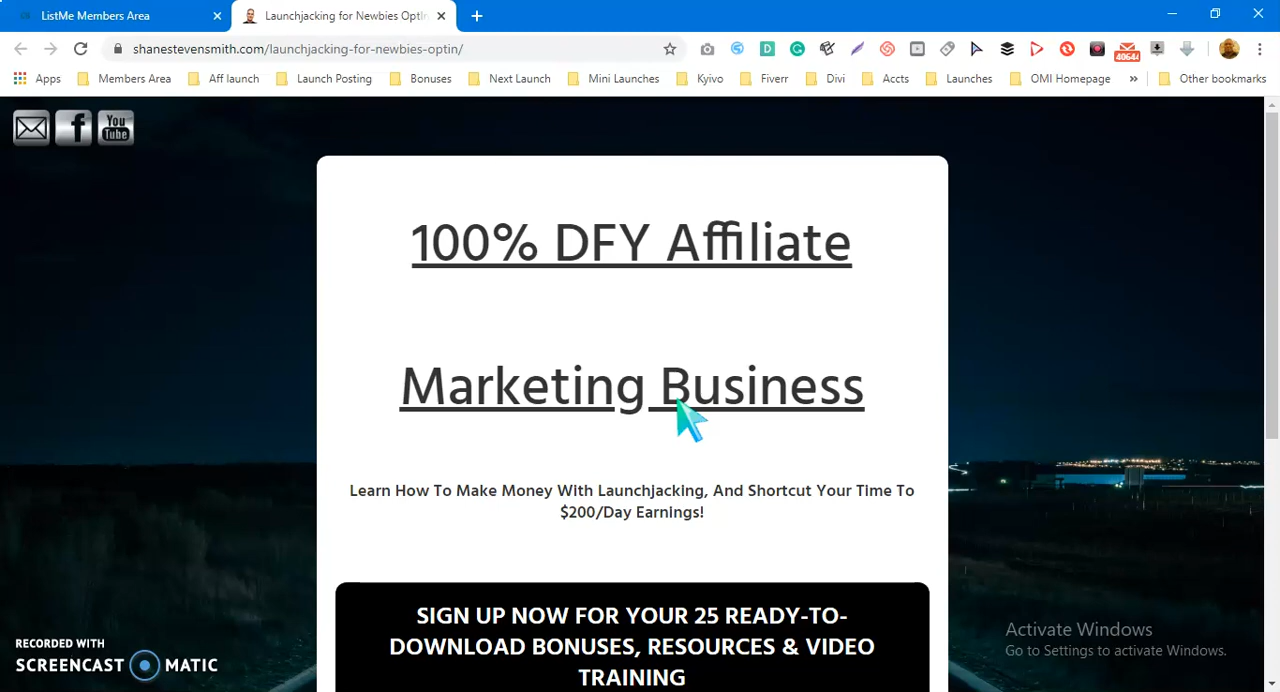 ListMe Members Area
Launchjacking for Newbies Optin
shanestevensmith.com/launchjacking-for-newbies-optin/
40644
Apps Members Area Aff launch Launch Posting Bonuses Next Launch Mini Launches Kyivo Fiverr Divi Accts Launches OMI Homepage » Other bookmarks
You
Tube
100% DFY Affiliate
Marketing Business
Learn How To Make Money With Launchjacking, And Shortcut Your Time To
$200/Day Earnings!
SIGN UP NOW FOR YOUR 25 READY-TO-
DOWNLOAD BONUSES, RESOURCES & VIDEO
TRAINING
Activate Windows
Go to Settings to activate Windows.
RECORDED WITH
SCREENCAST MATIC